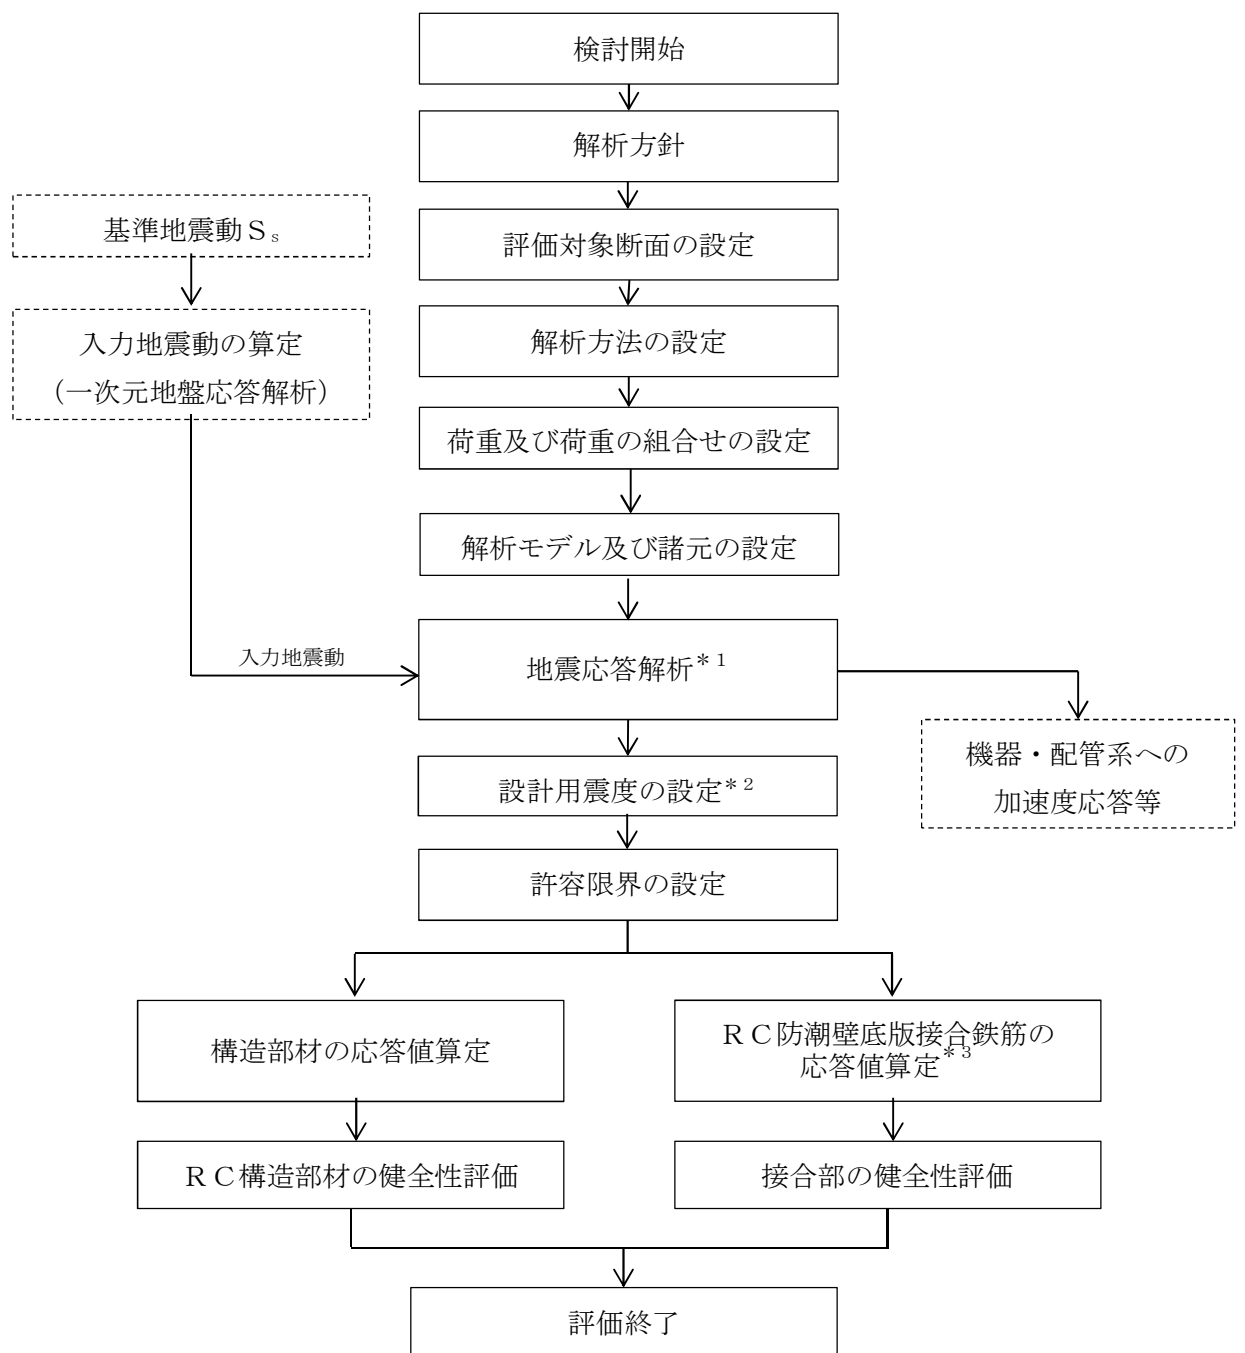 検討開始
解析方針
基準地震動Ｓｓ
評価対象断面の設定
入力地震動の算定
（一次元地盤応答解析）
解析方法の設定
荷重及び荷重の組合せの設定
解析モデル及び諸元の設定
入力地震動
地震応答解析＊１
機器・配管系への
加速度応答等
設計用震度の設定＊２
許容限界の設定
構造部材の応答値算定
ＲＣ防潮壁底版接合鉄筋の
応答値算定＊３
ＲＣ構造部材の健全性評価
接合部の健全性評価
評価終了